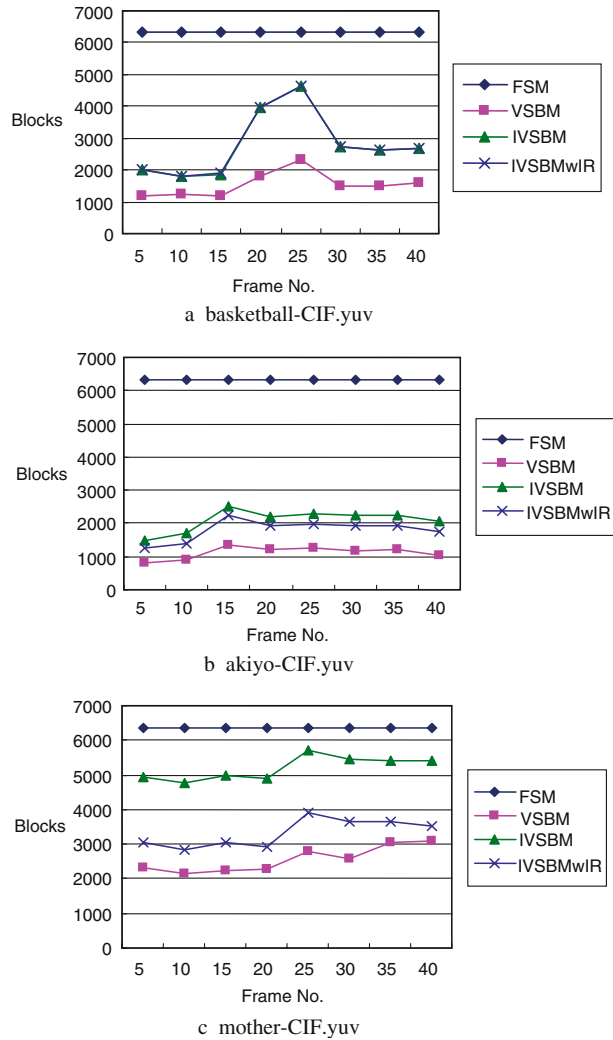 7000
6000
5000
4000
3000
2000
1000
0
Blocks
5 10 15 20 25 30 35 40
Frame No.
FSM
VSBM
IVSBM
IVSBMwIR
a basketball-CIF.yuv
7000
6000
5000
4000
3000
2000
1000
0
Blocks
5 10 15 20 25 30 35 40
Frame No.
FSM
VSBM
IVSBM
IVSBMwIR
b akiyo-CIF.yuv
7000
6000
5000
4000
3000
2000
1000
0
Blocks
5 10 15 20 25 30 35 40
Frame No.
FSM
VSBM
IVSBM
IVSBMwIR
c mother-CIF.yuv